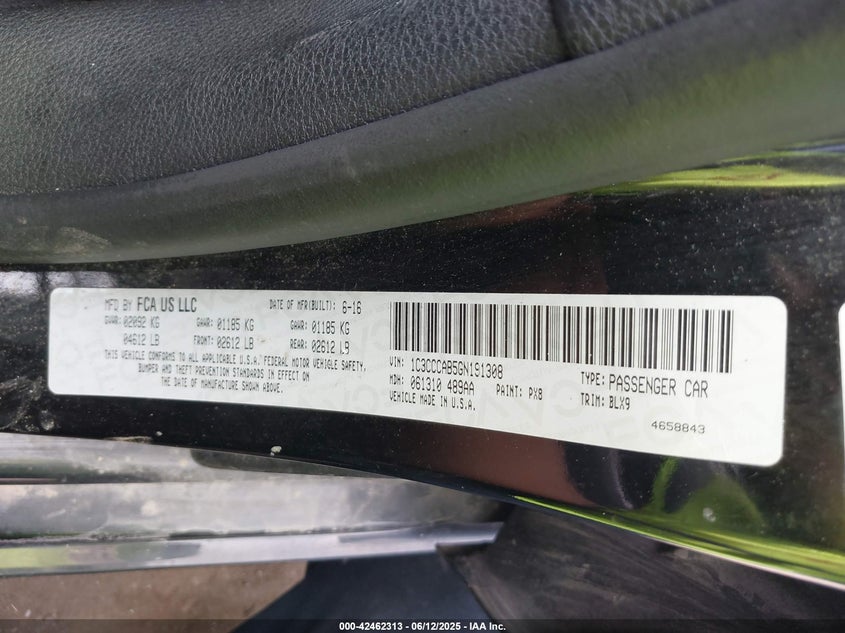 MFD BY FCA US LLC DATE OF MFR(BUILT): 6-16
GVWR: 02092 KG GAWR: 01185 KG GAWR: 01185 KG
04612 LB FRONT: 02612 LB REAR: 02612 LB
THIS VEHICLE CONFORMS TO ALL APPLICABLE U.S.A. FEDERAL MOTOR VEHICLE SAFETY,
BUMPER AND THEFT PREVENTION STANDARDS IN EFFECT ON
THE DATE OF MANUFACTURE SHOWN ABOVE.
VIN: 1C3CCCAB5GN191308 TYPE: PASSENGER CAR
MDH: 061310 489AA PAINT: PX8 TRIM: BLX9
VEHICLE MADE IN U.S.A.
4658843
000-42462313 - 06/12/2025 - IAA Inc.